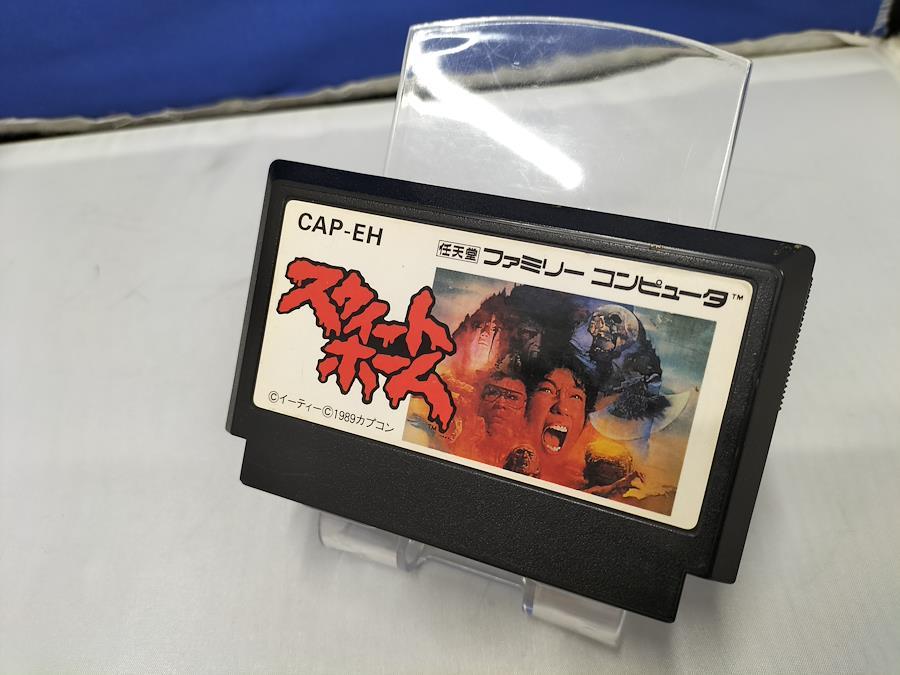 CAP-EH
任天堂 ファミリー コンピュータ™
スウィート
ホーム
™
©イーティー©1989カプコン